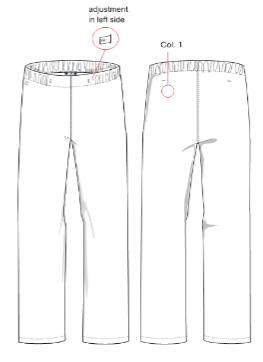 adjustment
in left side
Col. 1